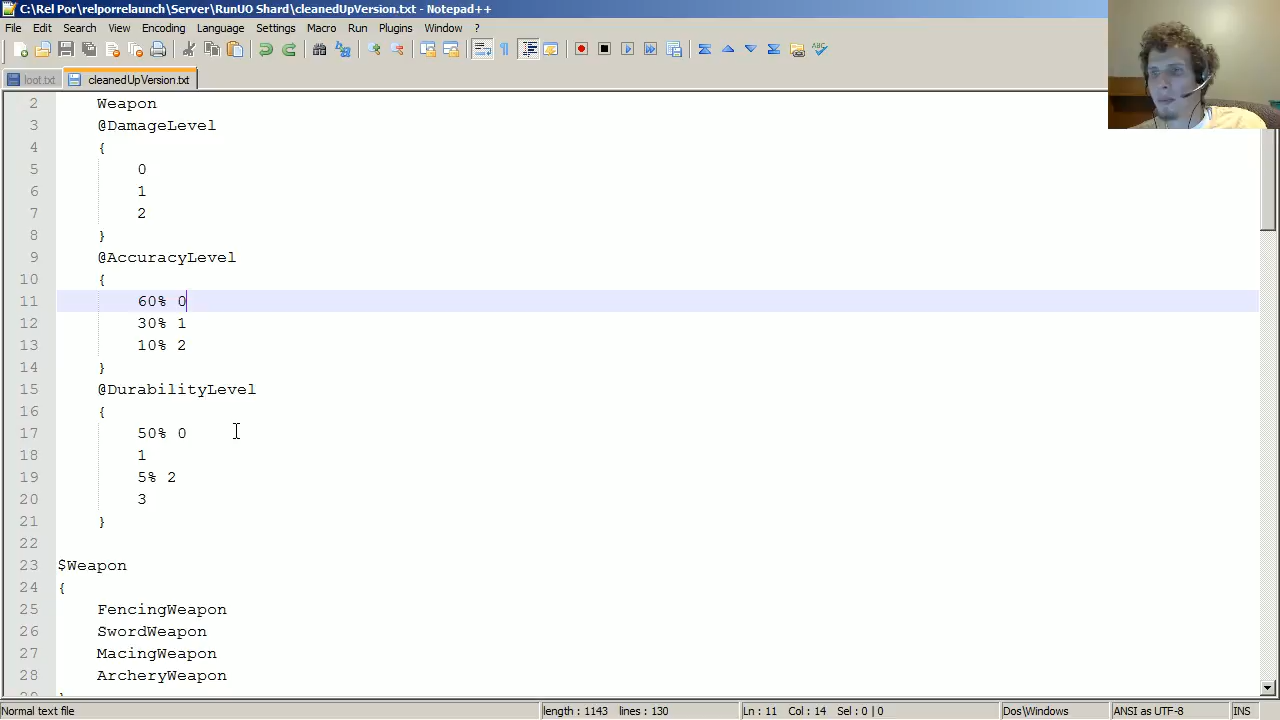 C:\Rel Por\relporrelaunch\Server\RunUO Shard\cleanedUpVersion.txt - Notepad++
File Edit Search View Encoding Language Settings Macro Run Plugins Window ?
loot.txt cleanedUpVersion.txt
2 Weapon
3 @DamageLevel
4 {
5 0
6 1
7 2
8 }
9 @AccuracyLevel
10 {
11 60% 0
12 30% 1
13 10% 2
14 }
15 @DurabilityLevel
16 {
17 50% 0
18 1
19 5% 2
20 3
21 }
22
23 $Weapon
24 {
25 FencingWeapon
26 SwordWeapon
27 MacingWeapon
28 ArcheryWeapon
Normal text file length : 1143 lines : 130 Ln : 11 Col : 14 Sel : 0 | 0 Dos\Windows ANSI as UTF-8 INS